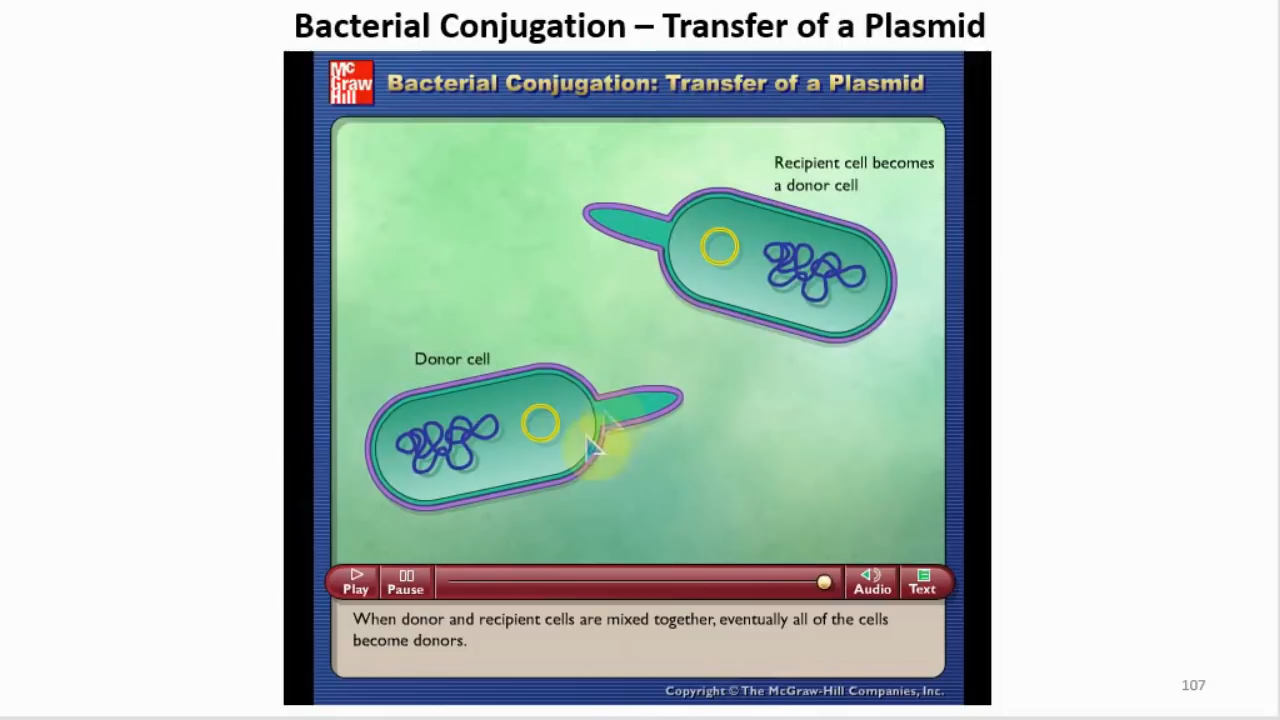 Bacterial Conjugation – Transfer of a Plasmid
Mc
Graw
Hill
Bacterial Conjugation: Transfer of a Plasmid
Recipient cell becomes
a donor cell
Donor cell
Play
Pause
Audio
Text
When donor and recipient cells are mixed together, eventually all of the cells
become donors.
Copyright © The McGraw-Hill Companies, Inc.
107